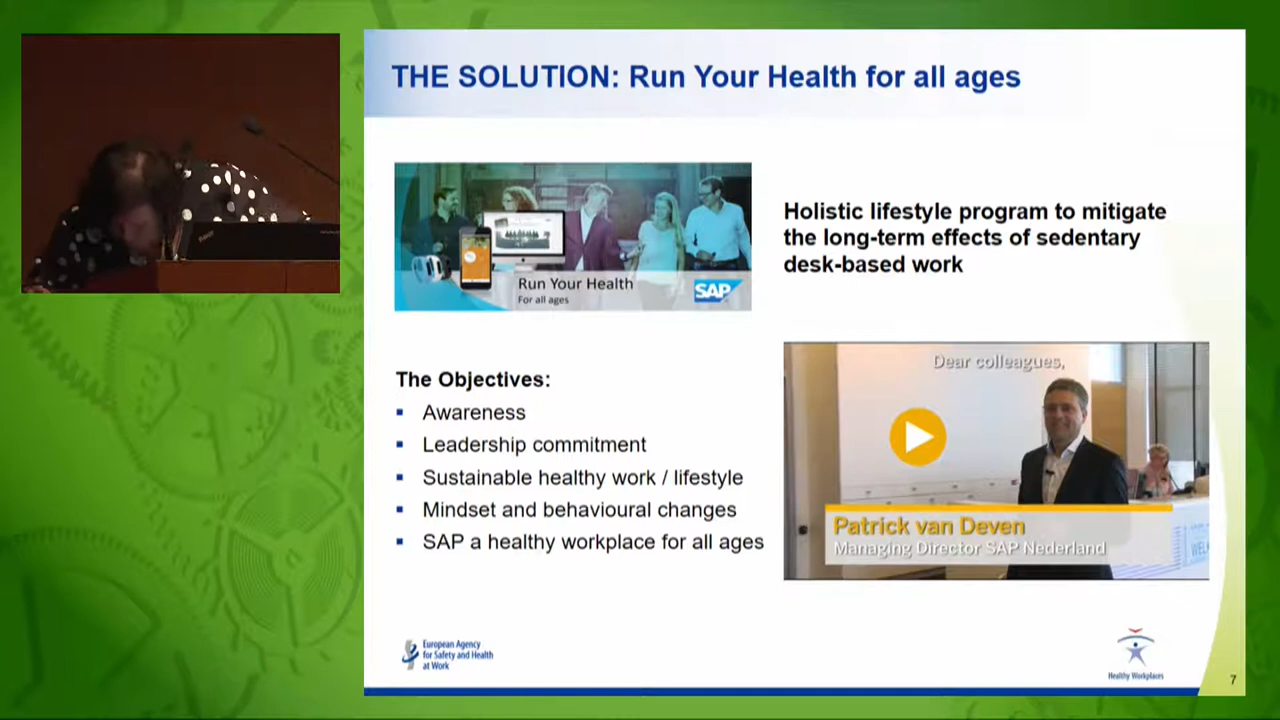 THE SOLUTION: Run Your Health for all ages
Run Your Health
For all ages
SAP
Holistic lifestyle program to mitigate
the long-term effects of sedentary
desk-based work
The Objectives:
Awareness
Leadership commitment
Sustainable healthy work / lifestyle
Mindset and behavioural changes
SAP a healthy workplace for all ages
Dear colleagues,
Patrick van Deven
Managing Director SAP Nederland
European Agency
for Safety and Health
at Work
Healthy Workplaces
7